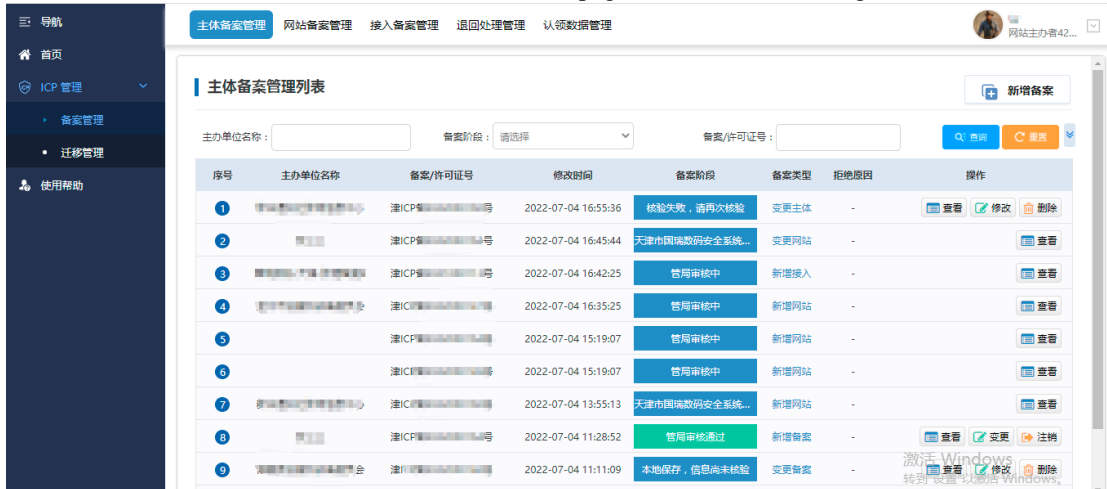 导航
主体备案管理 网站备案管理 接入备案管理 退回处理管理 认领数据管理
网站主办者42...
首页
ICP 管理
备案管理
迁移管理
使用帮助
主体备案管理列表
新增备案
主办单位名称： 备案阶段： 请选择 备案/许可证号： 查询 重置
序号 主办单位名称 备案/许可证号 修改时间 备案阶段 备案类型 拒绝原因 操作
1 津ICP 号 2022-07-04 16:55:36 核验失败，请再次核验 变更主体 - 查看 修改 删除
2 津ICP 号 2022-07-04 16:45:44 天津市国瑞数码安全系统... 变更网站 - 查看
3 津ICP 号 2022-07-04 16:42:25 管局审核中 新增接入 - 查看
4 津IC 2022-07-04 16:35:25 管局审核中 新增网站 - 查看
5 津ICP 2022-07-04 15:19:07 管局审核中 新增网站 - 查看
6 津IC 2022-07-04 15:19:07 管局审核中 新增网站 - 查看
7 津IC 2022-07-04 13:55:13 天津市国瑞数码安全系统... 新增网站 - 查看
8 津ICP 号 2022-07-04 11:28:52 管局审核通过 新增备案 - 查看 变更 注销
9 会 津 2022-07-04 11:11:09 本地保存，信息尚未核验 变更备案 - 查看 修改 删除
激活 Windows
转到"设置"以激活 Windows。